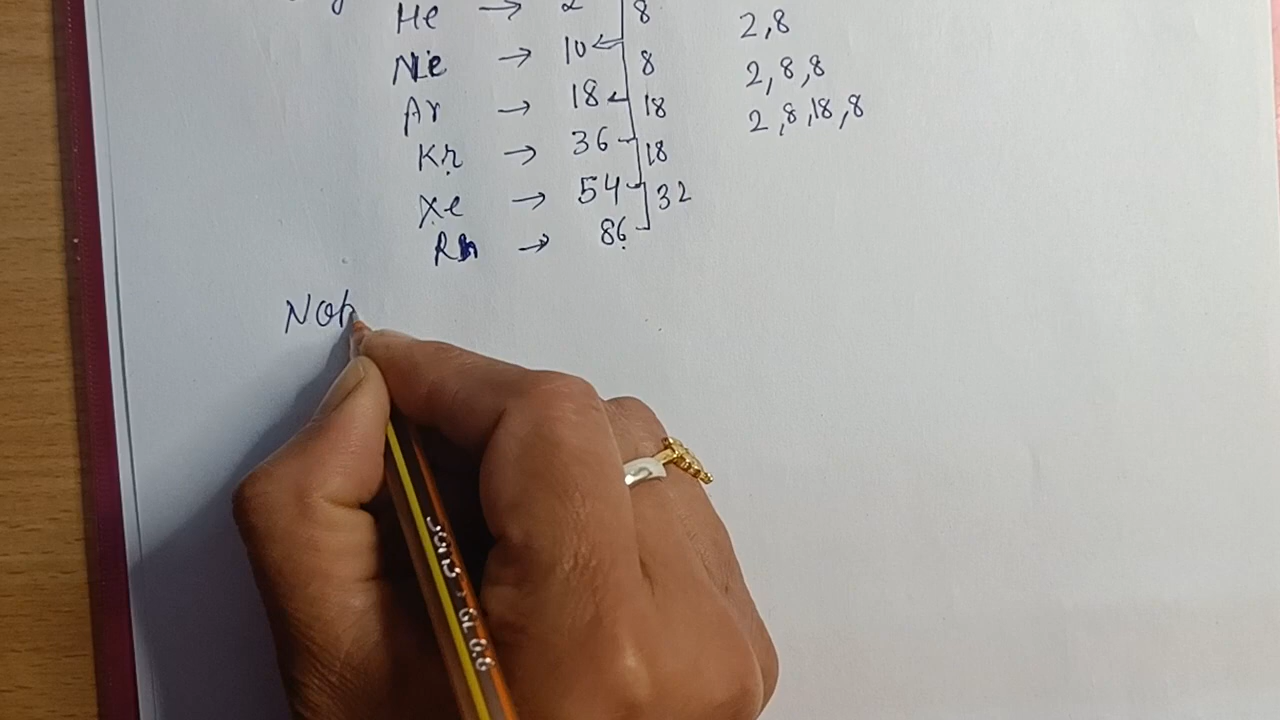 He → 2 8 2,8
Ne → 10 8 2,8,8
Ar → 18 18 2,8,18,8
Kr → 36 18
Xe → 54 32
Rn → 86
Nob